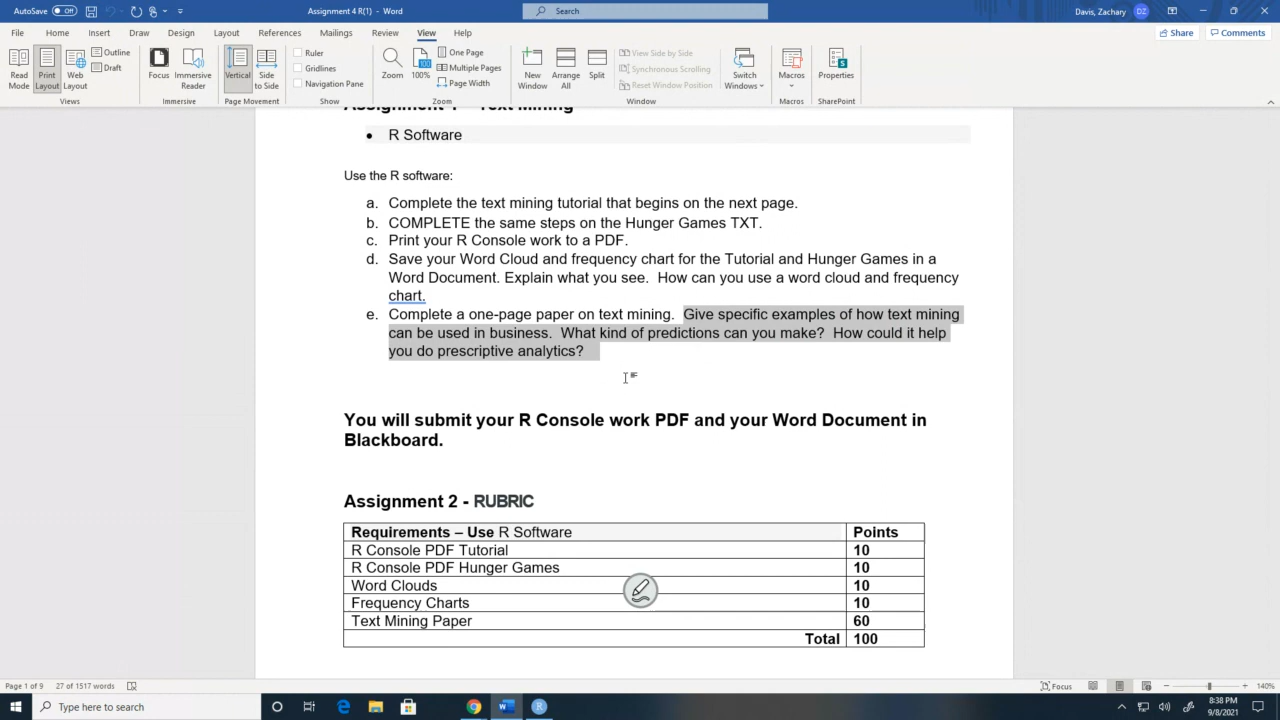 AutoSave Off Assignment 4 R(1) - Word Search Davis, Zachary DZ
File Home Insert Draw Design Layout References Mailings Review View Help Share Comments
Read Mode Print Layout Web Layout Outline Draft Focus Immersive Reader Vertical Side to Side Ruler Gridlines Navigation Pane Zoom 100% One Page Multiple Pages Page Width New Window Arrange All Split View Side by Side Synchronous Scrolling Reset Window Position Switch Windows Macros Properties
Views Immersive Page Movement Show Zoom Window Macros SharePoint
• R Software
Use the R software:
a. Complete the text mining tutorial that begins on the next page.
b. COMPLETE the same steps on the Hunger Games TXT.
c. Print your R Console work to a PDF.
d. Save your Word Cloud and frequency chart for the Tutorial and Hunger Games in a
Word Document. Explain what you see. How can you use a word cloud and frequency
chart.
e. Complete a one-page paper on text mining. Give specific examples of how text mining
can be used in business. What kind of predictions can you make? How could it help
you do prescriptive analytics?
You will submit your R Console work PDF and your Word Document in
Blackboard.
Assignment 2 - RUBRIC
Requirements – Use R Software Points
R Console PDF Tutorial 10
R Console PDF Hunger Games 10
Word Clouds 10
Frequency Charts 10
Text Mining Paper 60
Total 100
Page 1 of 9 27 of 1517 words Focus 140%
Type here to search 8:38 PM
9/8/2021